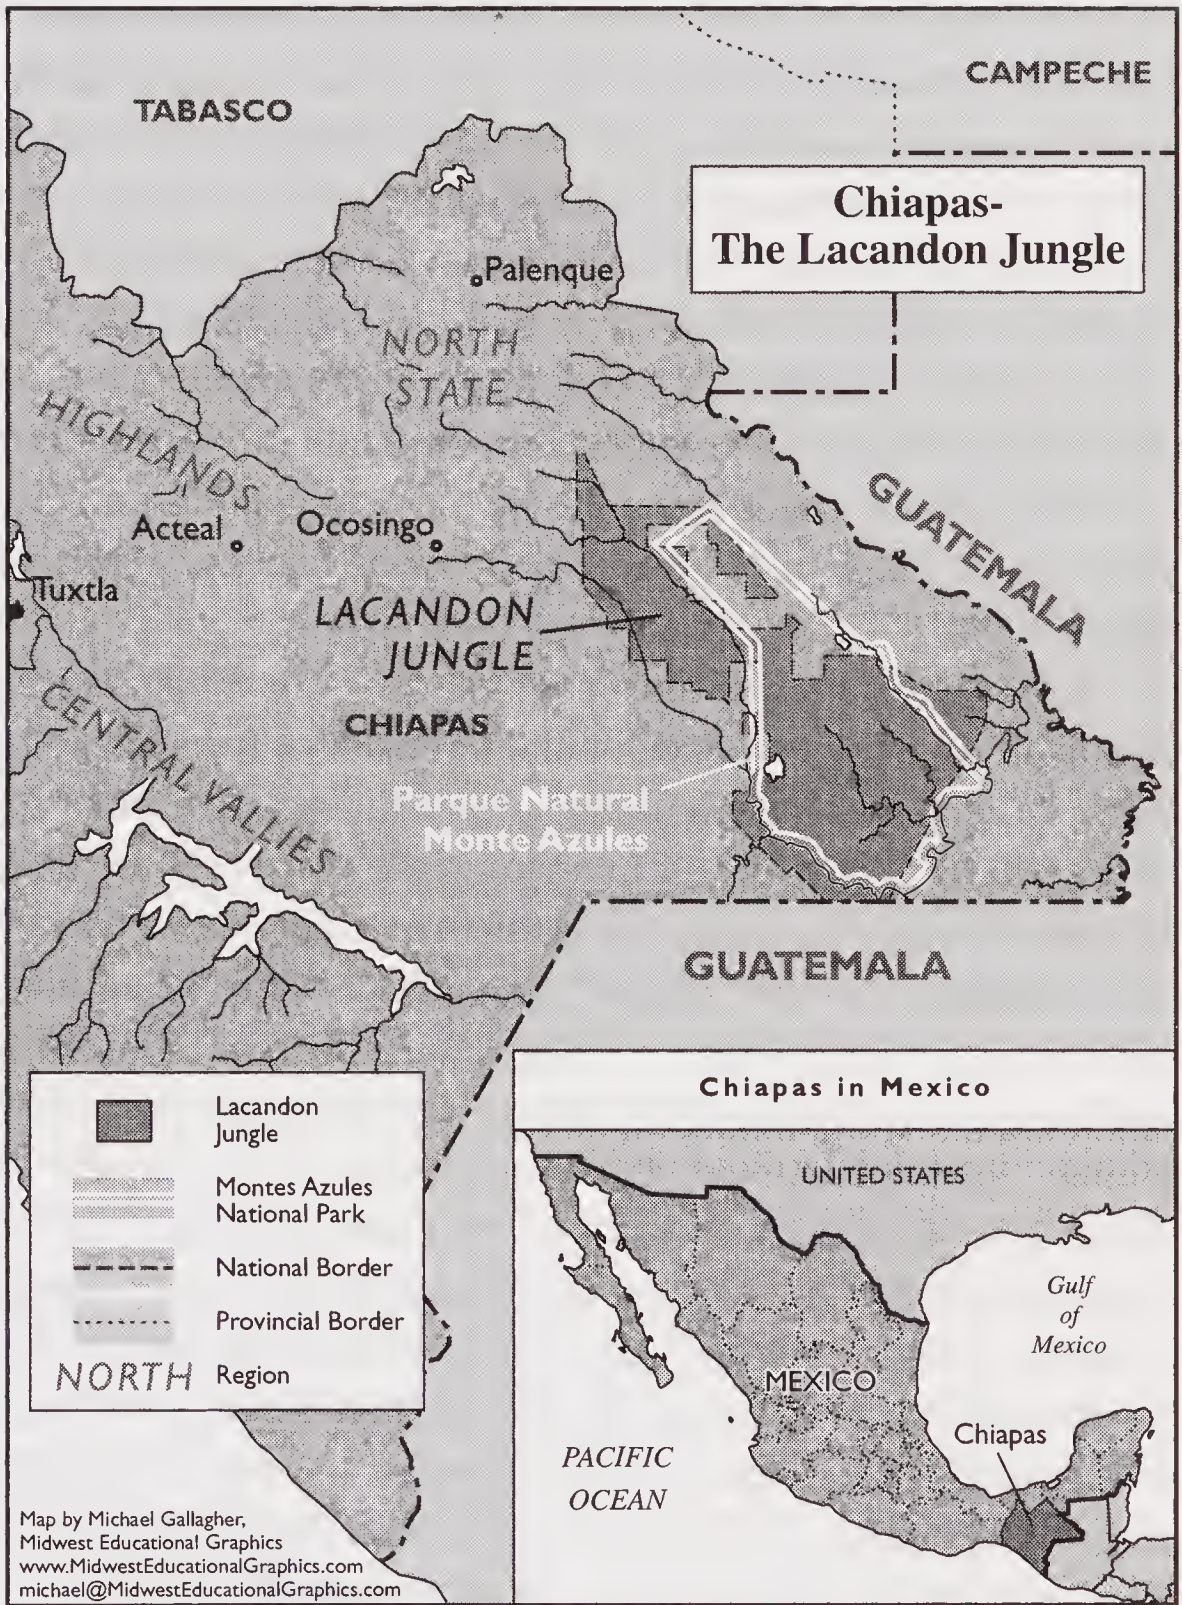 TABASCO
CAMPECHE
Chiapas-
The Lacandon Jungle
Palenque
NORTH
STATE
HIGHLANDS
GUATEMALA
Acteal
Ocosingo
Tuxtla
LACANDON
JUNGLE
CHIAPAS
CENTRAL VALLIES
Parque Natural
Monte Azules
GUATEMALA
Lacandon
Jungle
Montes Azules
National Park
National Border
Provincial Border
NORTH Region
Chiapas in Mexico
UNITED STATES
Gulf
of
Mexico
MEXICO
Chiapas
PACIFIC
OCEAN
Map by Michael Gallagher,
Midwest Educational Graphics
www.MidwestEducationalGraphics.com
michael@MidwestEducationalGraphics.com